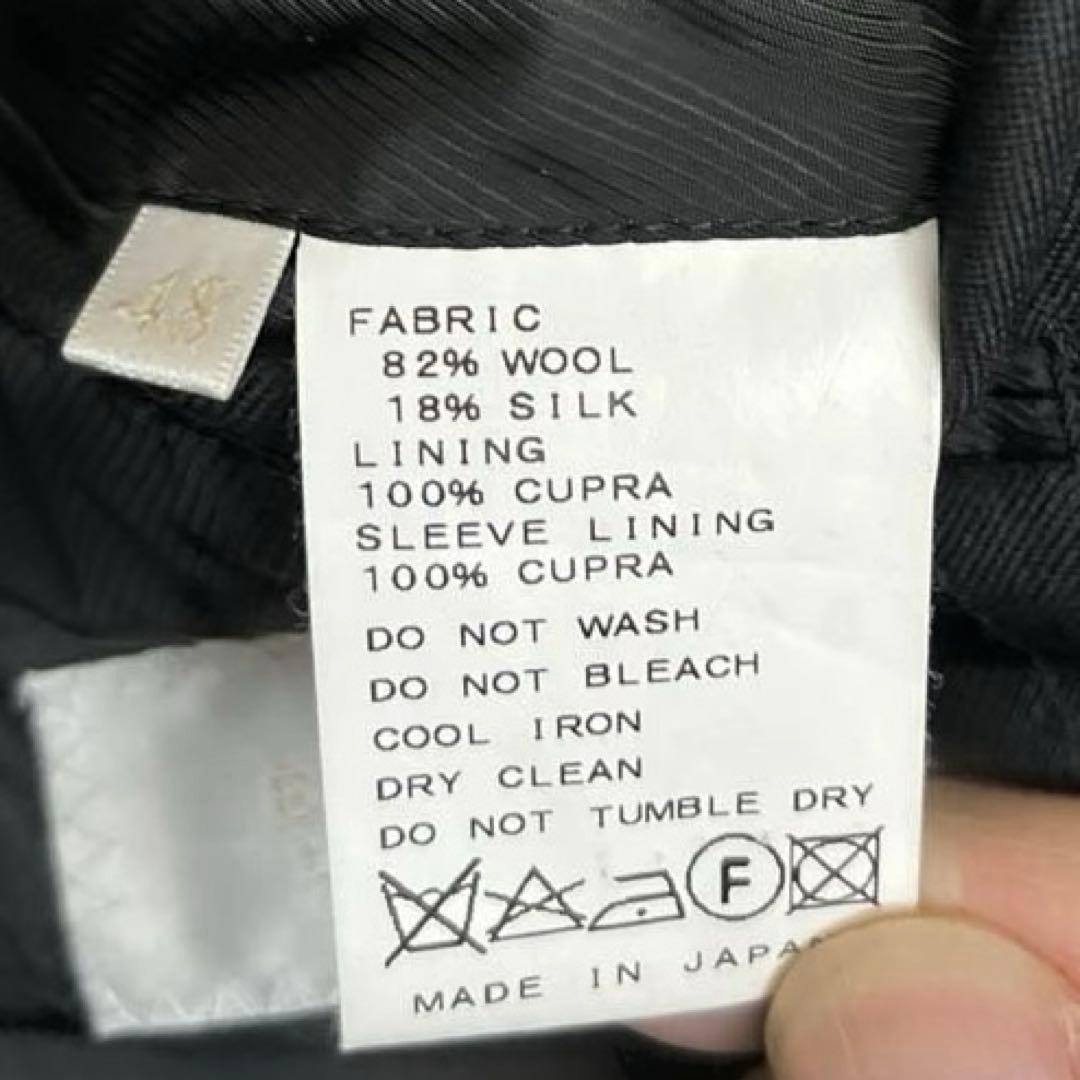 48
FABRIC
82% WOOL
18% SILK
LINING
100% CUPRA
SLEEVE LINING
100% CUPRA
DO NOT WASH
DO NOT BLEACH
COOL IRON
DRY CLEAN
DO NOT TUMBLE DRY
F
MADE IN JAPAN